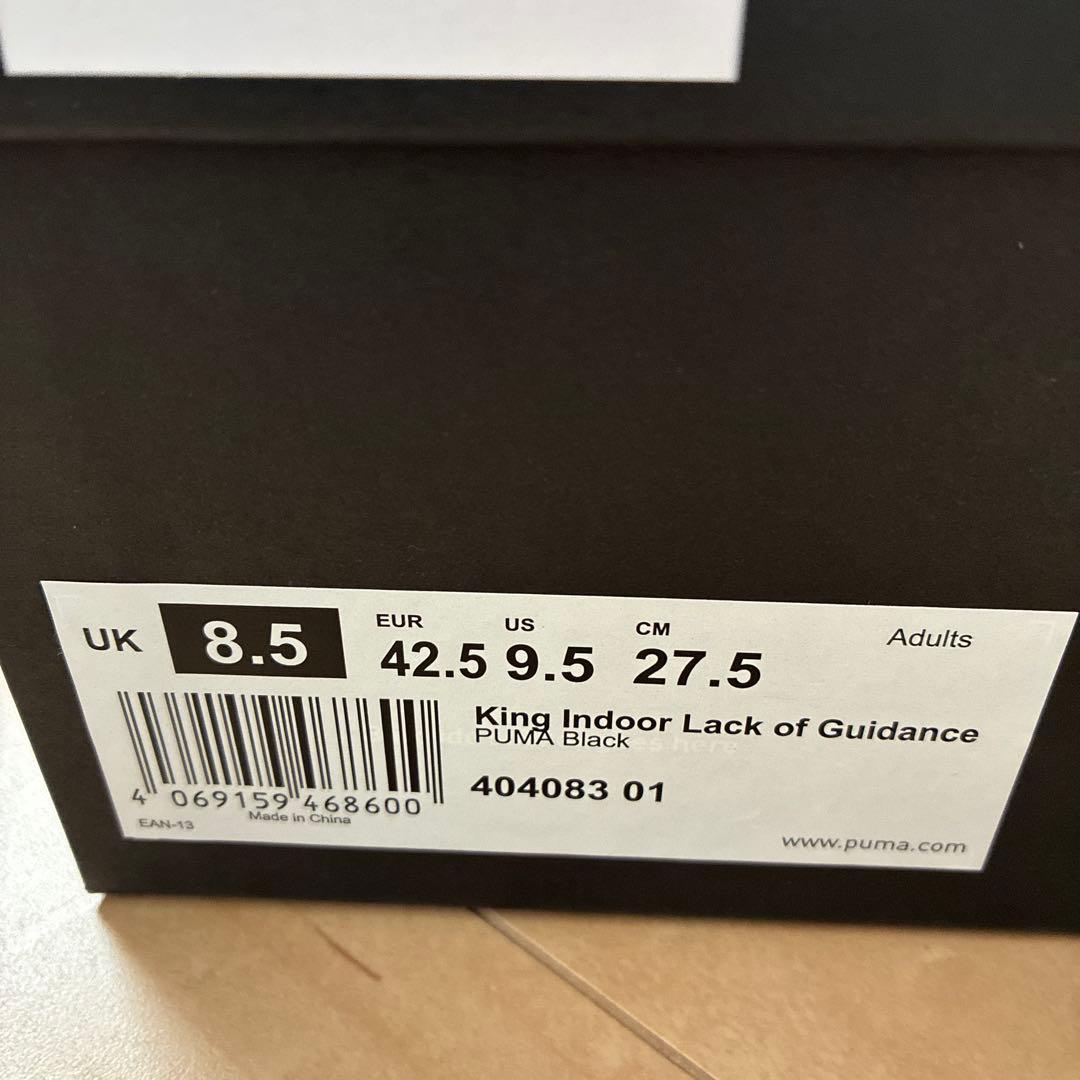 UK 8.5 EUR 42.5 US 9.5 CM 27.5 Adults
King Indoor Lack of Guidance
PUMA Black
404083 01
4 069159 468600
EAN-13 Made in China
www.puma.com